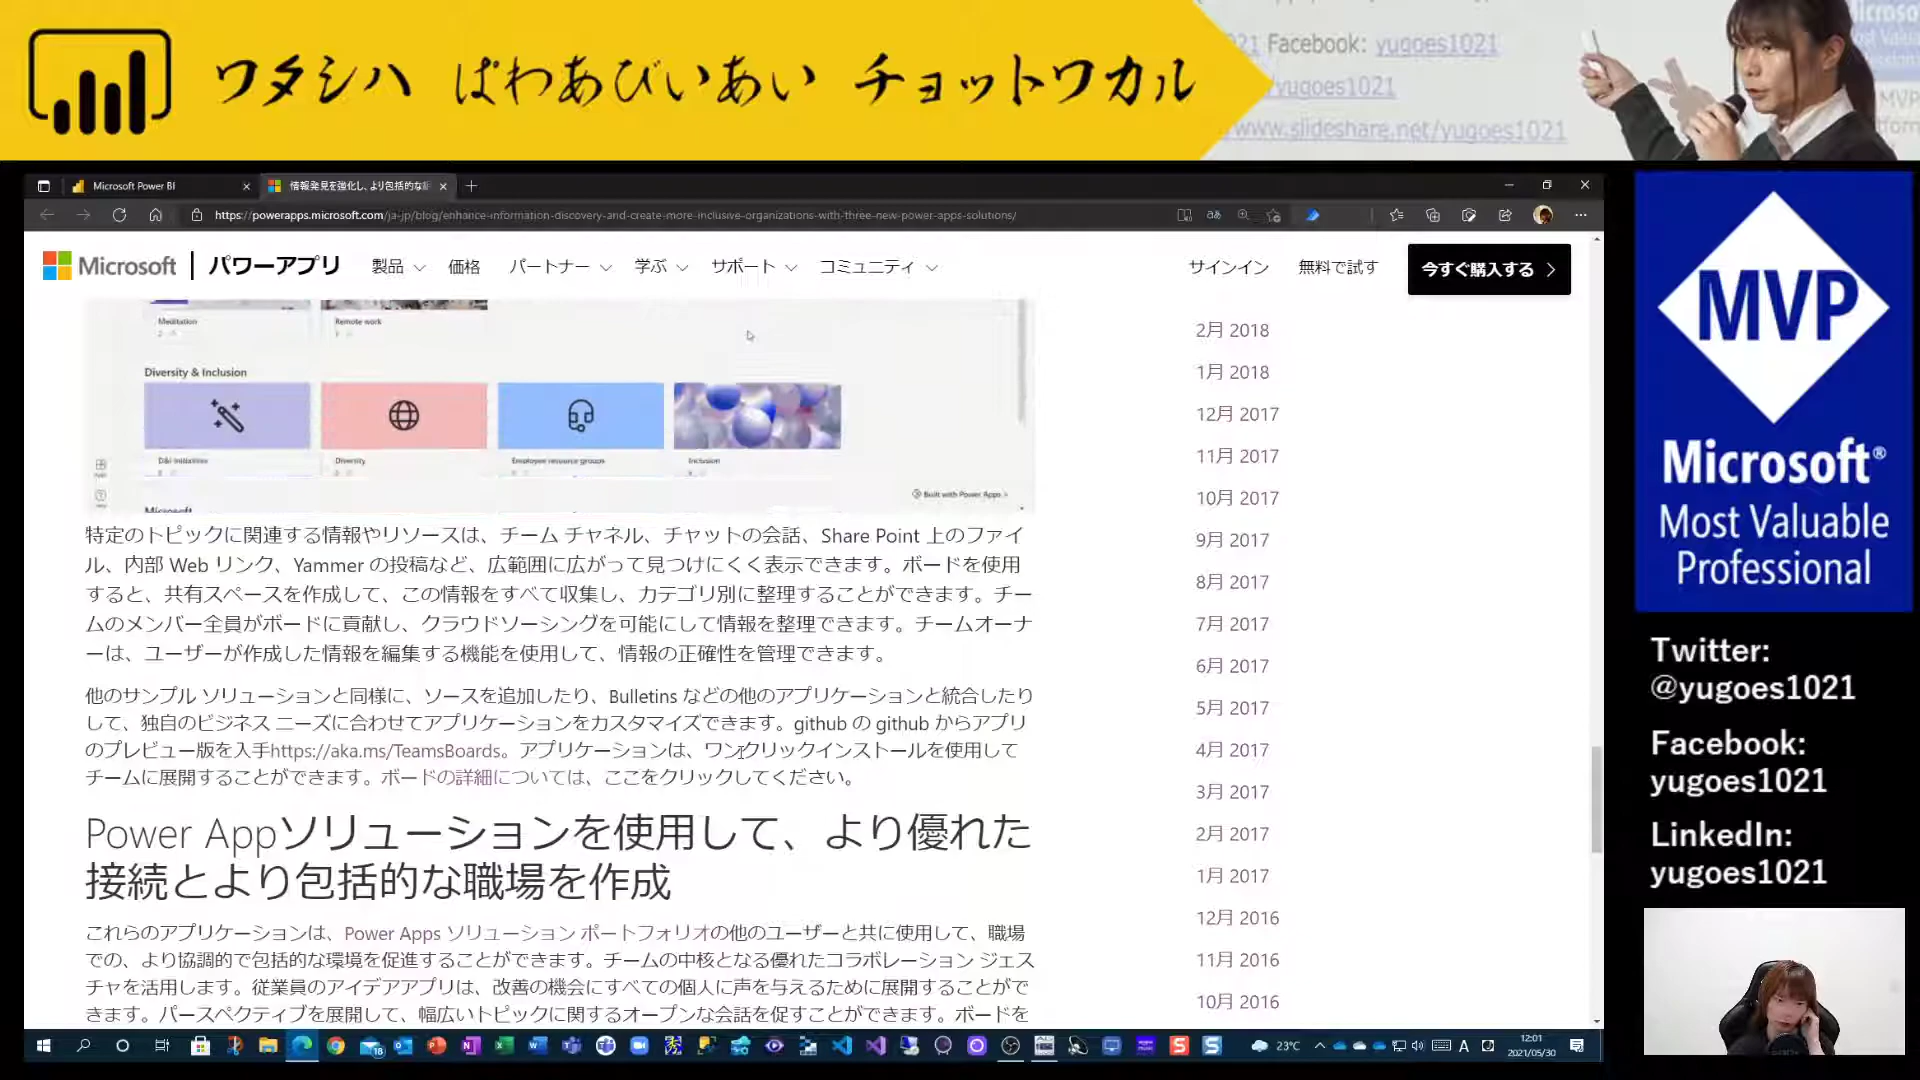 ワタシハ ぱわあびいあい チョットワカル
Facebook: yugoes1021
yugoes1021
www.slideshare.net/yugoes1021
Microsoft Power BI
情報発見を強化し、より包括的な組
https://powerapps.microsoft.com/ja-jp/blog/enhance-information-discovery-and-create-more-inclusive-organizations-with-three-new-power-apps-solutions/
Microsoft パワーアプリ 製品 価格 パートナー 学ぶ サポート コミュニティ サインイン 無料で試す 今すぐ購入する
Meditation Remote work
Diversity & Inclusion
D&I initiatives Diversity Employee resource groups Inclusion
Built with Power Apps >
特定のトピックに関連する情報やリソースは、チーム チャネル、チャットの会話、Share Point 上のファイ
ル、内部 Web リンク、Yammer の投稿など、広範囲に広がって見つけにくく表示できます。ボードを使用
すると、共有スペースを作成して、この情報をすべて収集し、カテゴリ別に整理することができます。チー
ムのメンバー全員がボードに貢献し、クラウドソーシングを可能にして情報を整理できます。チームオーナ
ーは、ユーザーが作成した情報を編集する機能を使用して、情報の正確性を管理できます。
他のサンプル ソリューションと同様に、ソースを追加したり、Bulletins などの他のアプリケーションと統合したり
して、独自のビジネス ニーズに合わせてアプリケーションをカスタマイズできます。github の github からアプリ
のプレビュー版を入手https://aka.ms/TeamsBoards。アプリケーションは、ワンクリックインストールを使用して
チームに展開することができます。ボードの詳細については、ここをクリックしてください。
Power Appソリューションを使用して、より優れた
接続とより包括的な職場を作成
これらのアプリケーションは、Power Apps ソリューション ポートフォリオの他のユーザーと共に使用して、職場
での、より協調的で包括的な環境を促進することができます。チームの中核となる優れたコラボレーション ジェス
チャを活用します。従業員のアイデアアプリは、改善の機会にすべての個人に声を与えるために展開することがで
きます。パースペクティブを展開して、幅広いトピックに関するオープンな会話を促すことができます。ボードを
2月 2018
1月 2018
12月 2017
11月 2017
10月 2017
9月 2017
8月 2017
7月 2017
6月 2017
5月 2017
4月 2017
3月 2017
2月 2017
1月 2017
12月 2016
11月 2016
10月 2016
23℃
A
12:01
2021/05/30
MVP
Microsoft®
Most Valuable
Professional
Twitter:
@yugoes1021
Facebook:
yugoes1021
LinkedIn:
yugoes1021